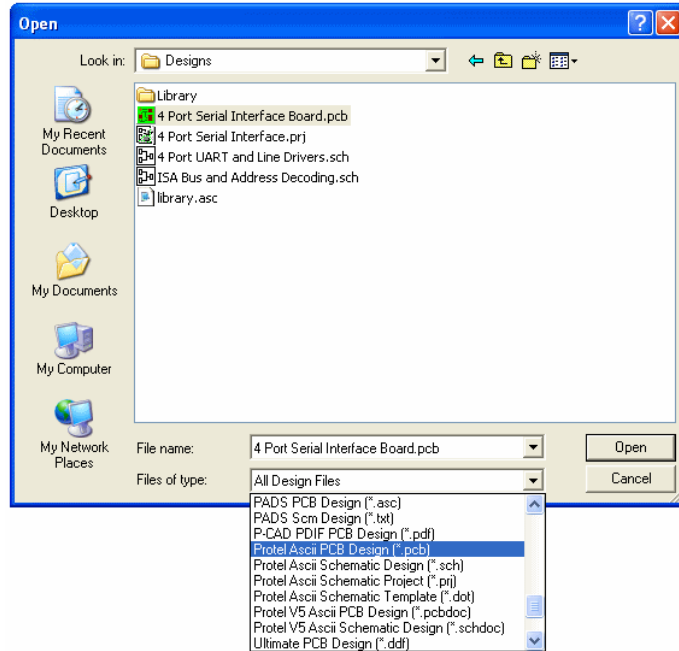 Open
Look in: Designs
Library
4 Port Serial Interface Board.pcb
4 Port Serial Interface.prj
4 Port UART and Line Drivers.sch
ISA Bus and Address Decoding.sch
library.asc
My Recent
Documents
Desktop
My Documents
My Computer
My Network
Places
File name: 4 Port Serial Interface Board.pcb Open
Files of type: All Design Files Cancel
PADS PCB Design (*.asc)
PADS Scm Design (*.txt)
P-CAD PDIF PCB Design (*.pdf)
Protel Ascii PCB Design (*.pcb)
Protel Ascii Schematic Design (*.sch)
Protel Ascii Schematic Project (*.prj)
Protel Ascii Schematic Template (*.dot)
Protel V5 Ascii PCB Design (*.pcbdoc)
Protel V5 Ascii Schematic Design (*.schdoc)
Ultimate PCB Design (*.ddf)